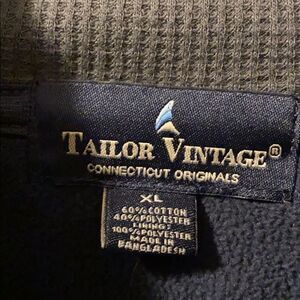 TAILOR VINTAGE®
CONNECTICUT ORIGINALS
XL
60% COTTON
40% POLYESTER
LINING:
100% POLYESTER
MADE IN
BANGLADESH